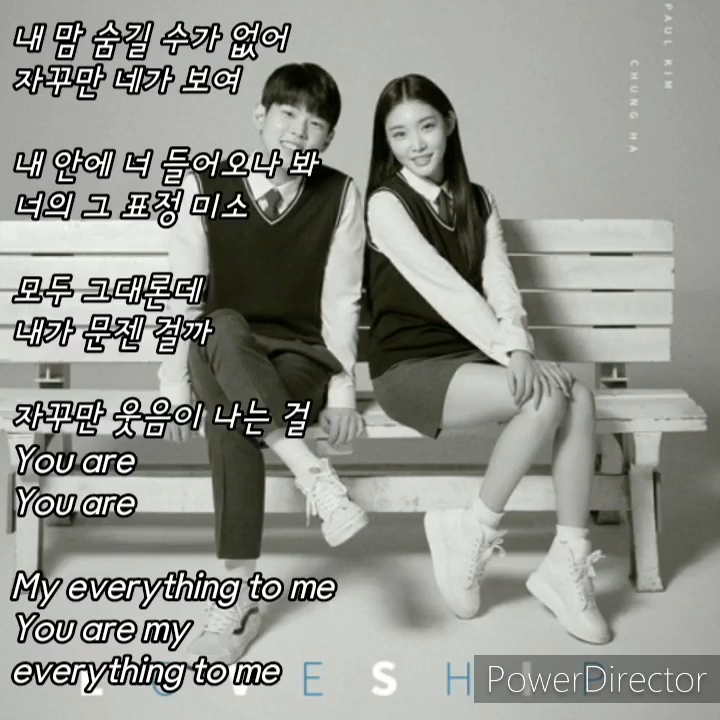 내 맘 숨길 수가 없어
자꾸만 네가 보여
내 안에 너 들어오나 봐
너의 그 표정 미소
모두 그대론데
내가 문젠 걸까
자꾸만 웃음이 나는 걸
You are
You are
My everything to me
You are my
everything to me
PAUL KIM
CHUNG HA
LOVESHIP
PowerDirector